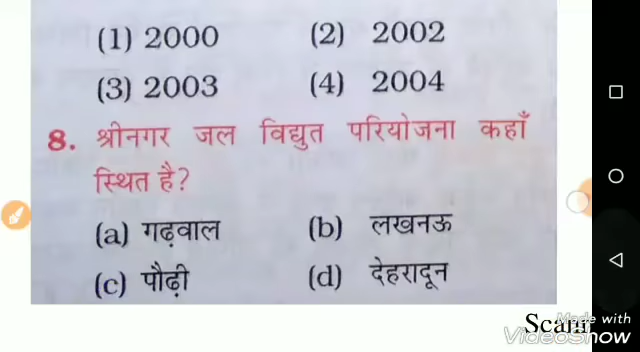 (1) 2000 (2) 2002
(3) 2003 (4) 2004
8. श्रीनगर जल विद्युत परियोजना कहाँ
स्थित है?
(a) गढ़वाल (b) लखनऊ
(c) पौढ़ी (d) देहरादून
Made with
VideoShow